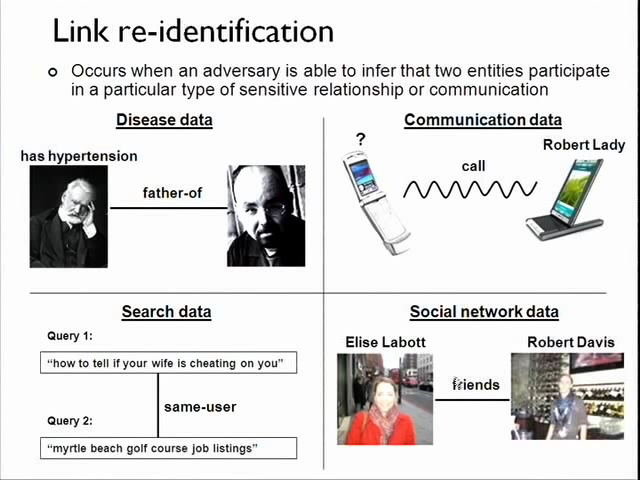 Link re-identification
Occurs when an adversary is able to infer that two entities participate
in a particular type of sensitive relationship or communication
Disease data
has hypertension
father-of
Communication data
?
Robert Lady
call
Search data
Query 1:
“how to tell if your wife is cheating on you”
same-user
Query 2:
“myrtle beach golf course job listings”
Social network data
Elise Labott
Robert Davis
friends